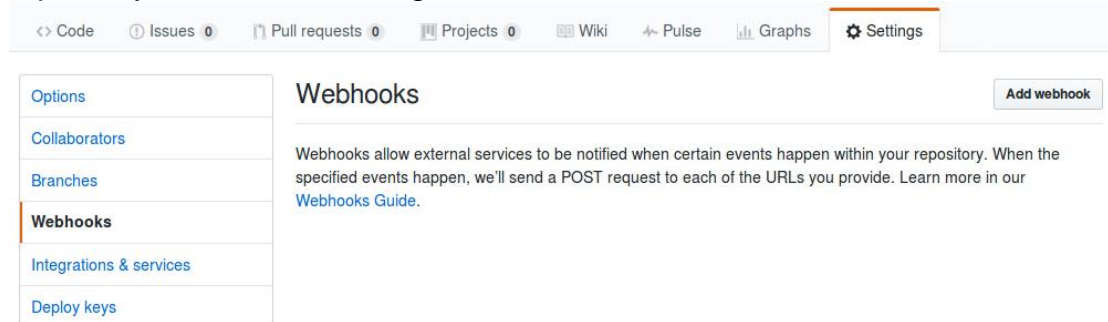 Code Issues 0 Pull requests 0 Projects 0 Wiki Pulse Graphs Settings
Options
Collaborators
Branches
Webhooks
Integrations & services
Deploy keys
Webhooks
Add webhook
Webhooks allow external services to be notified when certain events happen within your repository. When the
specified events happen, we'll send a POST request to each of the URLs you provide. Learn more in our
Webhooks Guide.